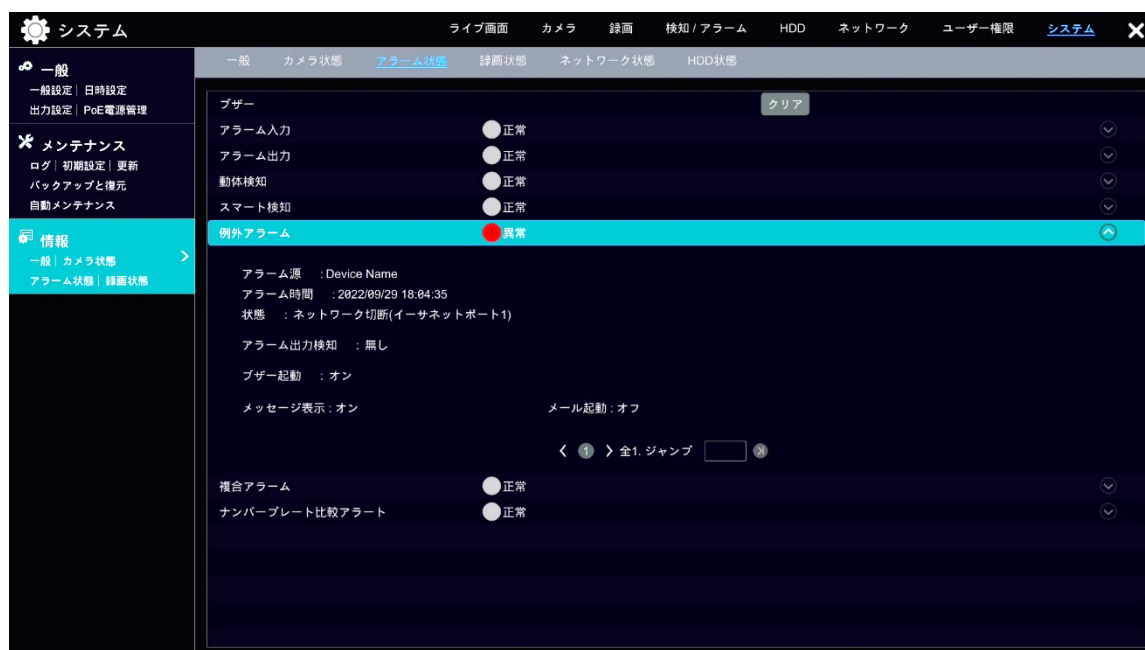 システム
ライブ画面 カメラ 録画 検知 / アラーム HDD ネットワーク ユーザー権限 システム
一般 カメラ状態 アラーム状態 録画状態 ネットワーク状態 HDD状態
一般
一般設定 | 日時設定
出力設定 | PoE電源管理
メンテナンス
ログ | 初期設定 | 更新
バックアップと復元
自動メンテナンス
情報
一般 | カメラ状態
アラーム状態 | 録画状態
ブザー クリア
アラーム入力 正常
アラーム出力 正常
動体検知 正常
スマート検知 正常
例外アラーム 異常
アラーム源 : Device Name
アラーム時間 : 2022/09/29 18:04:35
状態 : ネットワーク切断(イーサネットポート1)
アラーム出力検知 : 無し
ブザー起動 : オン
メッセージ表示 : オン メール起動 : オフ
1 全1. ジャンプ
複合アラーム 正常
ナンバープレート比較アラート 正常